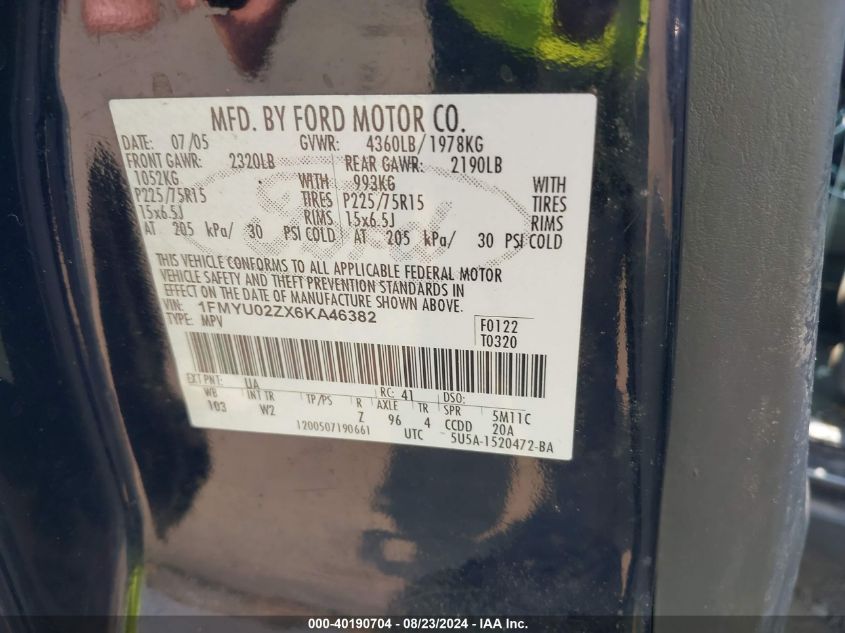 MFD. BY FORD MOTOR CO.
DATE: 07/05 GVWR: 4360LB/1978KG
FRONT GAWR: 2320LB REAR GAWR: 2190LB
1052KG WITH 993KG WITH
P225/75R15 TIRES P225/75R15 TIRES
15x6.5J RIMS 15x6.5J RIMS
AT 205 kPa/ 30 PSI COLD AT 205 kPa/ 30 PSI COLD
THIS VEHICLE CONFORMS TO ALL APPLICABLE FEDERAL MOTOR
VEHICLE SAFETY AND THEFT PREVENTION STANDARDS IN
EFFECT ON THE DATE OF MANUFACTURE SHOWN ABOVE.
VIN: 1FMYU02ZX6KA46382
TYPE: MPV
F0122
T0320
EXT PNT: UA RC: 41 DSO:
WB INT TR TP/PS R AXLE TR SPR 5M11C
103 W2 Z 96 4 CCDD 20A
1200507190661 UTC 5U5A-1520472-BA
000-40190704 - 08/23/2024 - IAA Inc.